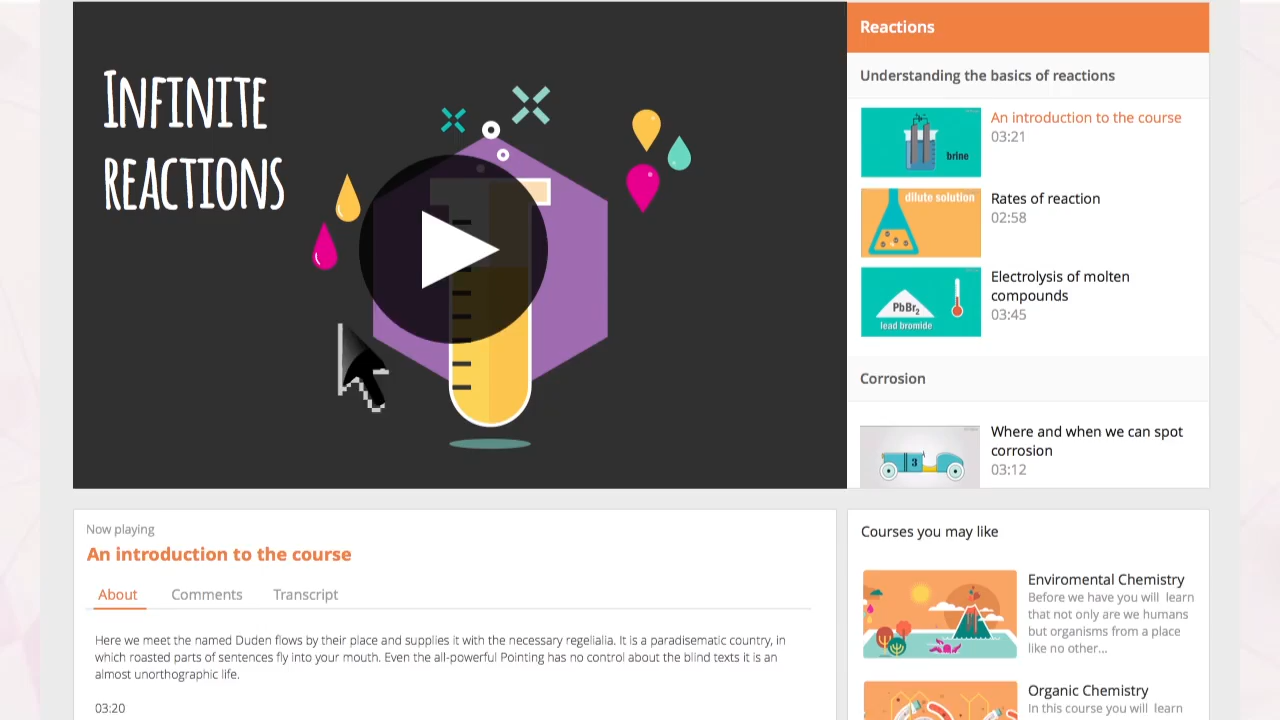 INFINITE
REACTIONS
Reactions
Understanding the basics of reactions
brine
An introduction to the course
03:21
dilute solution
Rates of reaction
02:58
PbBr2
lead bromide
Electrolysis of molten
compounds
03:45
Corrosion
3
Where and when we can spot
corrosion
03:12
Now playing
An introduction to the course
About Comments Transcript
Here we meet the named Duden flows by their place and supplies it with the necessary regelialia. It is a paradisematic country, in
which roasted parts of sentences fly into your mouth. Even the all-powerful Pointing has no control about the blind texts it is an
almost unorthographic life.
03:20
Courses you may like
Enviromental Chemistry
Before we have you will learn
that not only are we humans
but organisms from a place
like no other...
Organic Chemistry
In this course you will learn